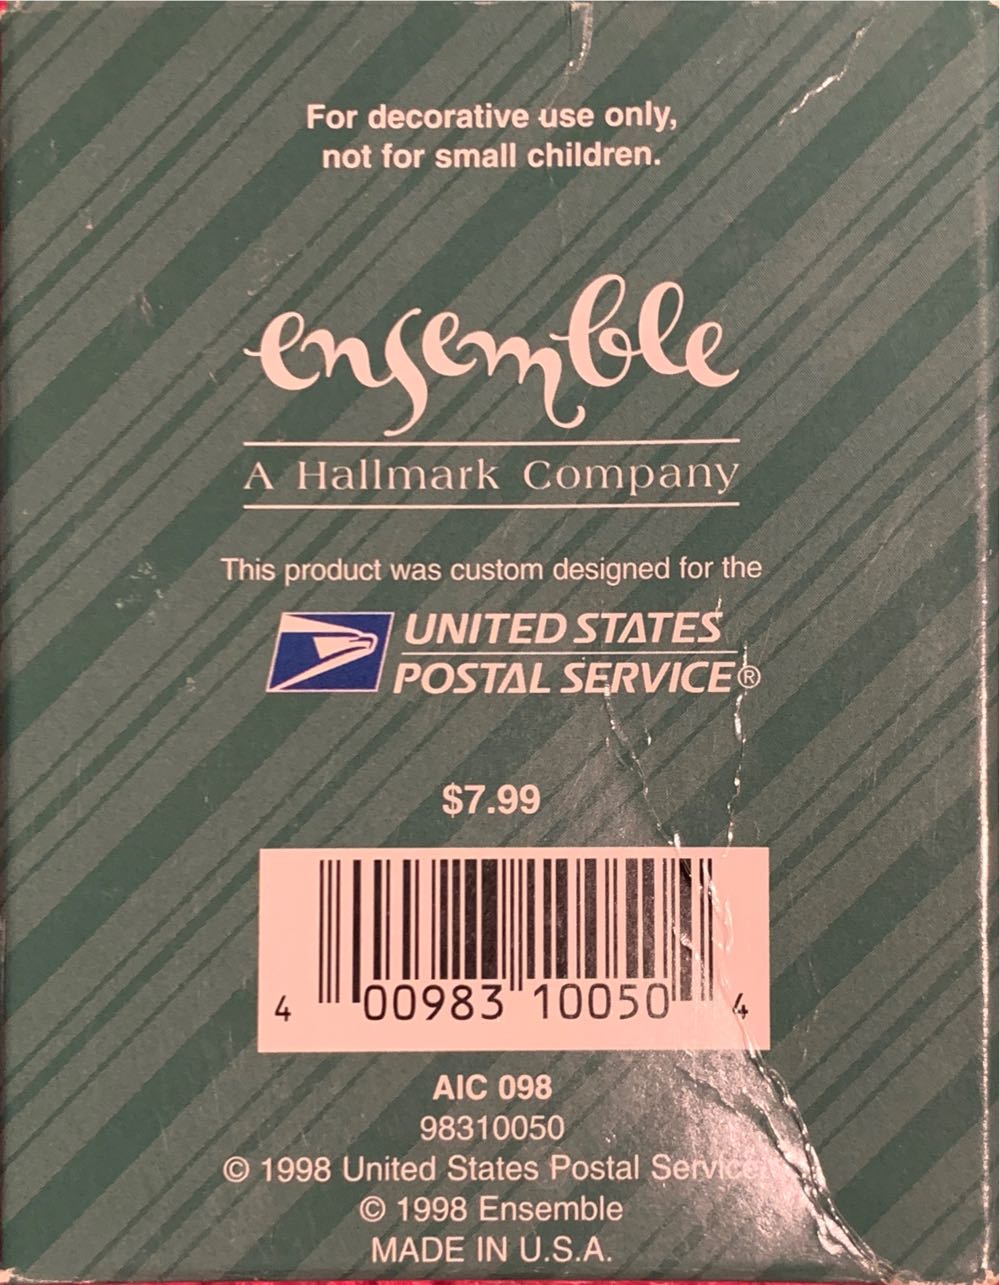 For decorative use only,
not for small children.
ensemble
A Hallmark Company
This product was custom designed for the
UNITED STATES
POSTAL SERVICE®
$7.99
4 00983 10050 4
AIC 098
98310050
© 1998 United States Postal Service
© 1998 Ensemble
MADE IN U.S.A.